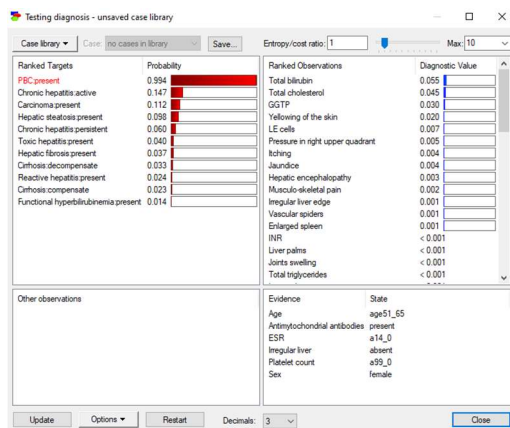 Testing diagnosis - unsaved case library
Case library Case: no cases in library Save... Entropy/cost ratio: 1 Max: 10
Ranked Targets Probability
PBC:present 0.994
Chronic hepatitis:active 0.147
Carcinoma:present 0.112
Hepatic steatosis:present 0.098
Chronic hepatitis:persistent 0.060
Toxic hepatitis:present 0.040
Hepatic fibrosis:present 0.037
Cirrhosis:decompensate 0.033
Reactive hepatitis:present 0.024
Cirrhosis:compensate 0.023
Functional hyperbilirubinemia:present 0.014
Ranked Observations Diagnostic Value
Total bilirubin 0.055
Total cholesterol 0.045
GGTP 0.030
Yellowing of the skin 0.020
LE cells 0.007
Pressure in right upper quadrant 0.005
Itching 0.004
Jaundice 0.004
Hepatic encephalopathy 0.003
Musculo-skeletal pain 0.002
Irregular liver edge 0.001
Vascular spiders 0.001
Enlarged spleen 0.001
INR < 0.001
Liver palms < 0.001
Joints swelling < 0.001
Total triglycerides < 0.001
Other observations
Evidence State
Age age51_65
Antimytochondrial antibodies present
ESR a14_0
Irregular liver absent
Platelet count a99_0
Sex female
Update Options Restart Decimals: 3 Close